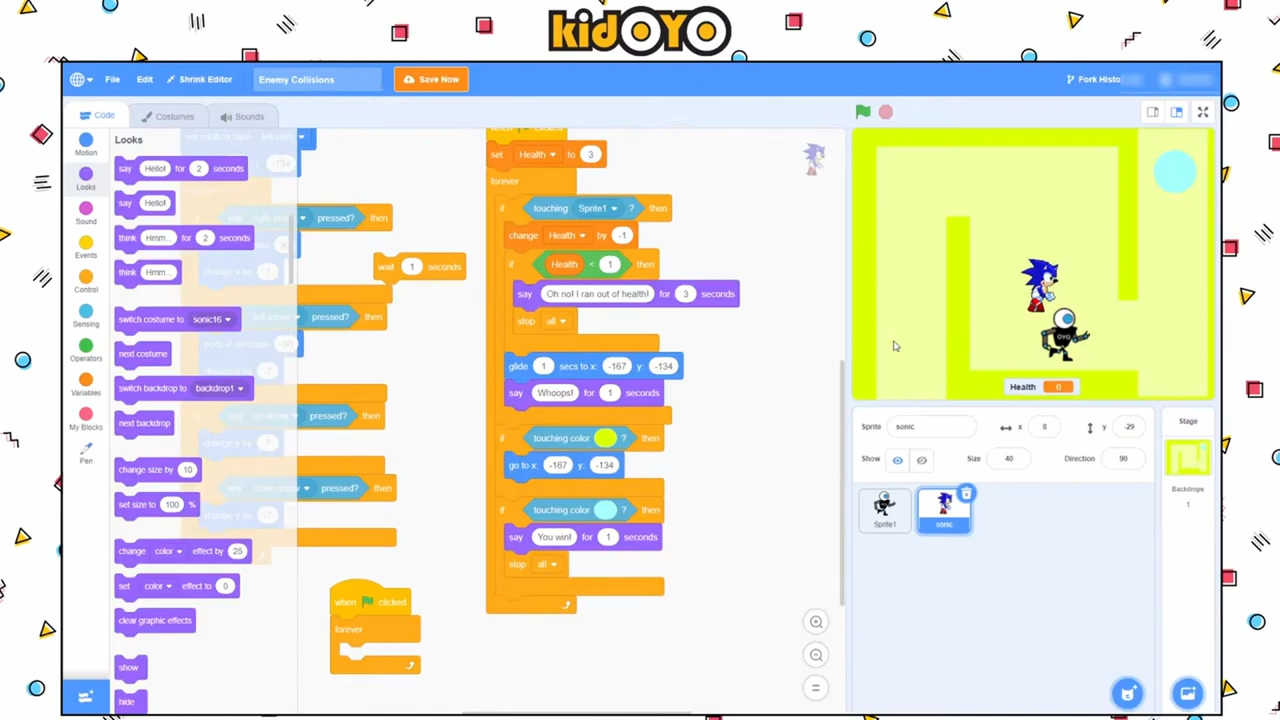 kidOYO
File Edit Shrink Editor Enemy Collisions Save Now Fork Histo
Code Costumes Sounds
Motion
Looks
Sound
Events
Control
Sensing
Operators
Variables
My Blocks
Pen
Looks
say Hello! for 2 seconds
say Hello!
think Hmm... for 2 seconds
think Hmm...
switch costume to sonic16
next costume
switch backdrop to backdrop1
next backdrop
change size by 10
set size to 100 %
change color effect by 25
set color effect to 0
clear graphic effects
show
hide
-134
pressed? then
wait 1 seconds
pressed? then
pressed? then
pressed? then
when clicked
forever
set Health to 3
forever
if touching Sprite1 ? then
change Health by -1
if Health < 1 then
say Oh no! I ran out of health! for 3 seconds
stop all
glide 1 secs to x: -167 y: -134
say Whoops! for 1 seconds
if touching color ? then
go to x: -167 y: -134
if touching color ? then
say You win! for 1 seconds
stop all
OYO
Health 0
Sprite sonic x 8 y -29
Show Size 40 Direction 90
Sprite1
sonic
Stage
Backdrops
1